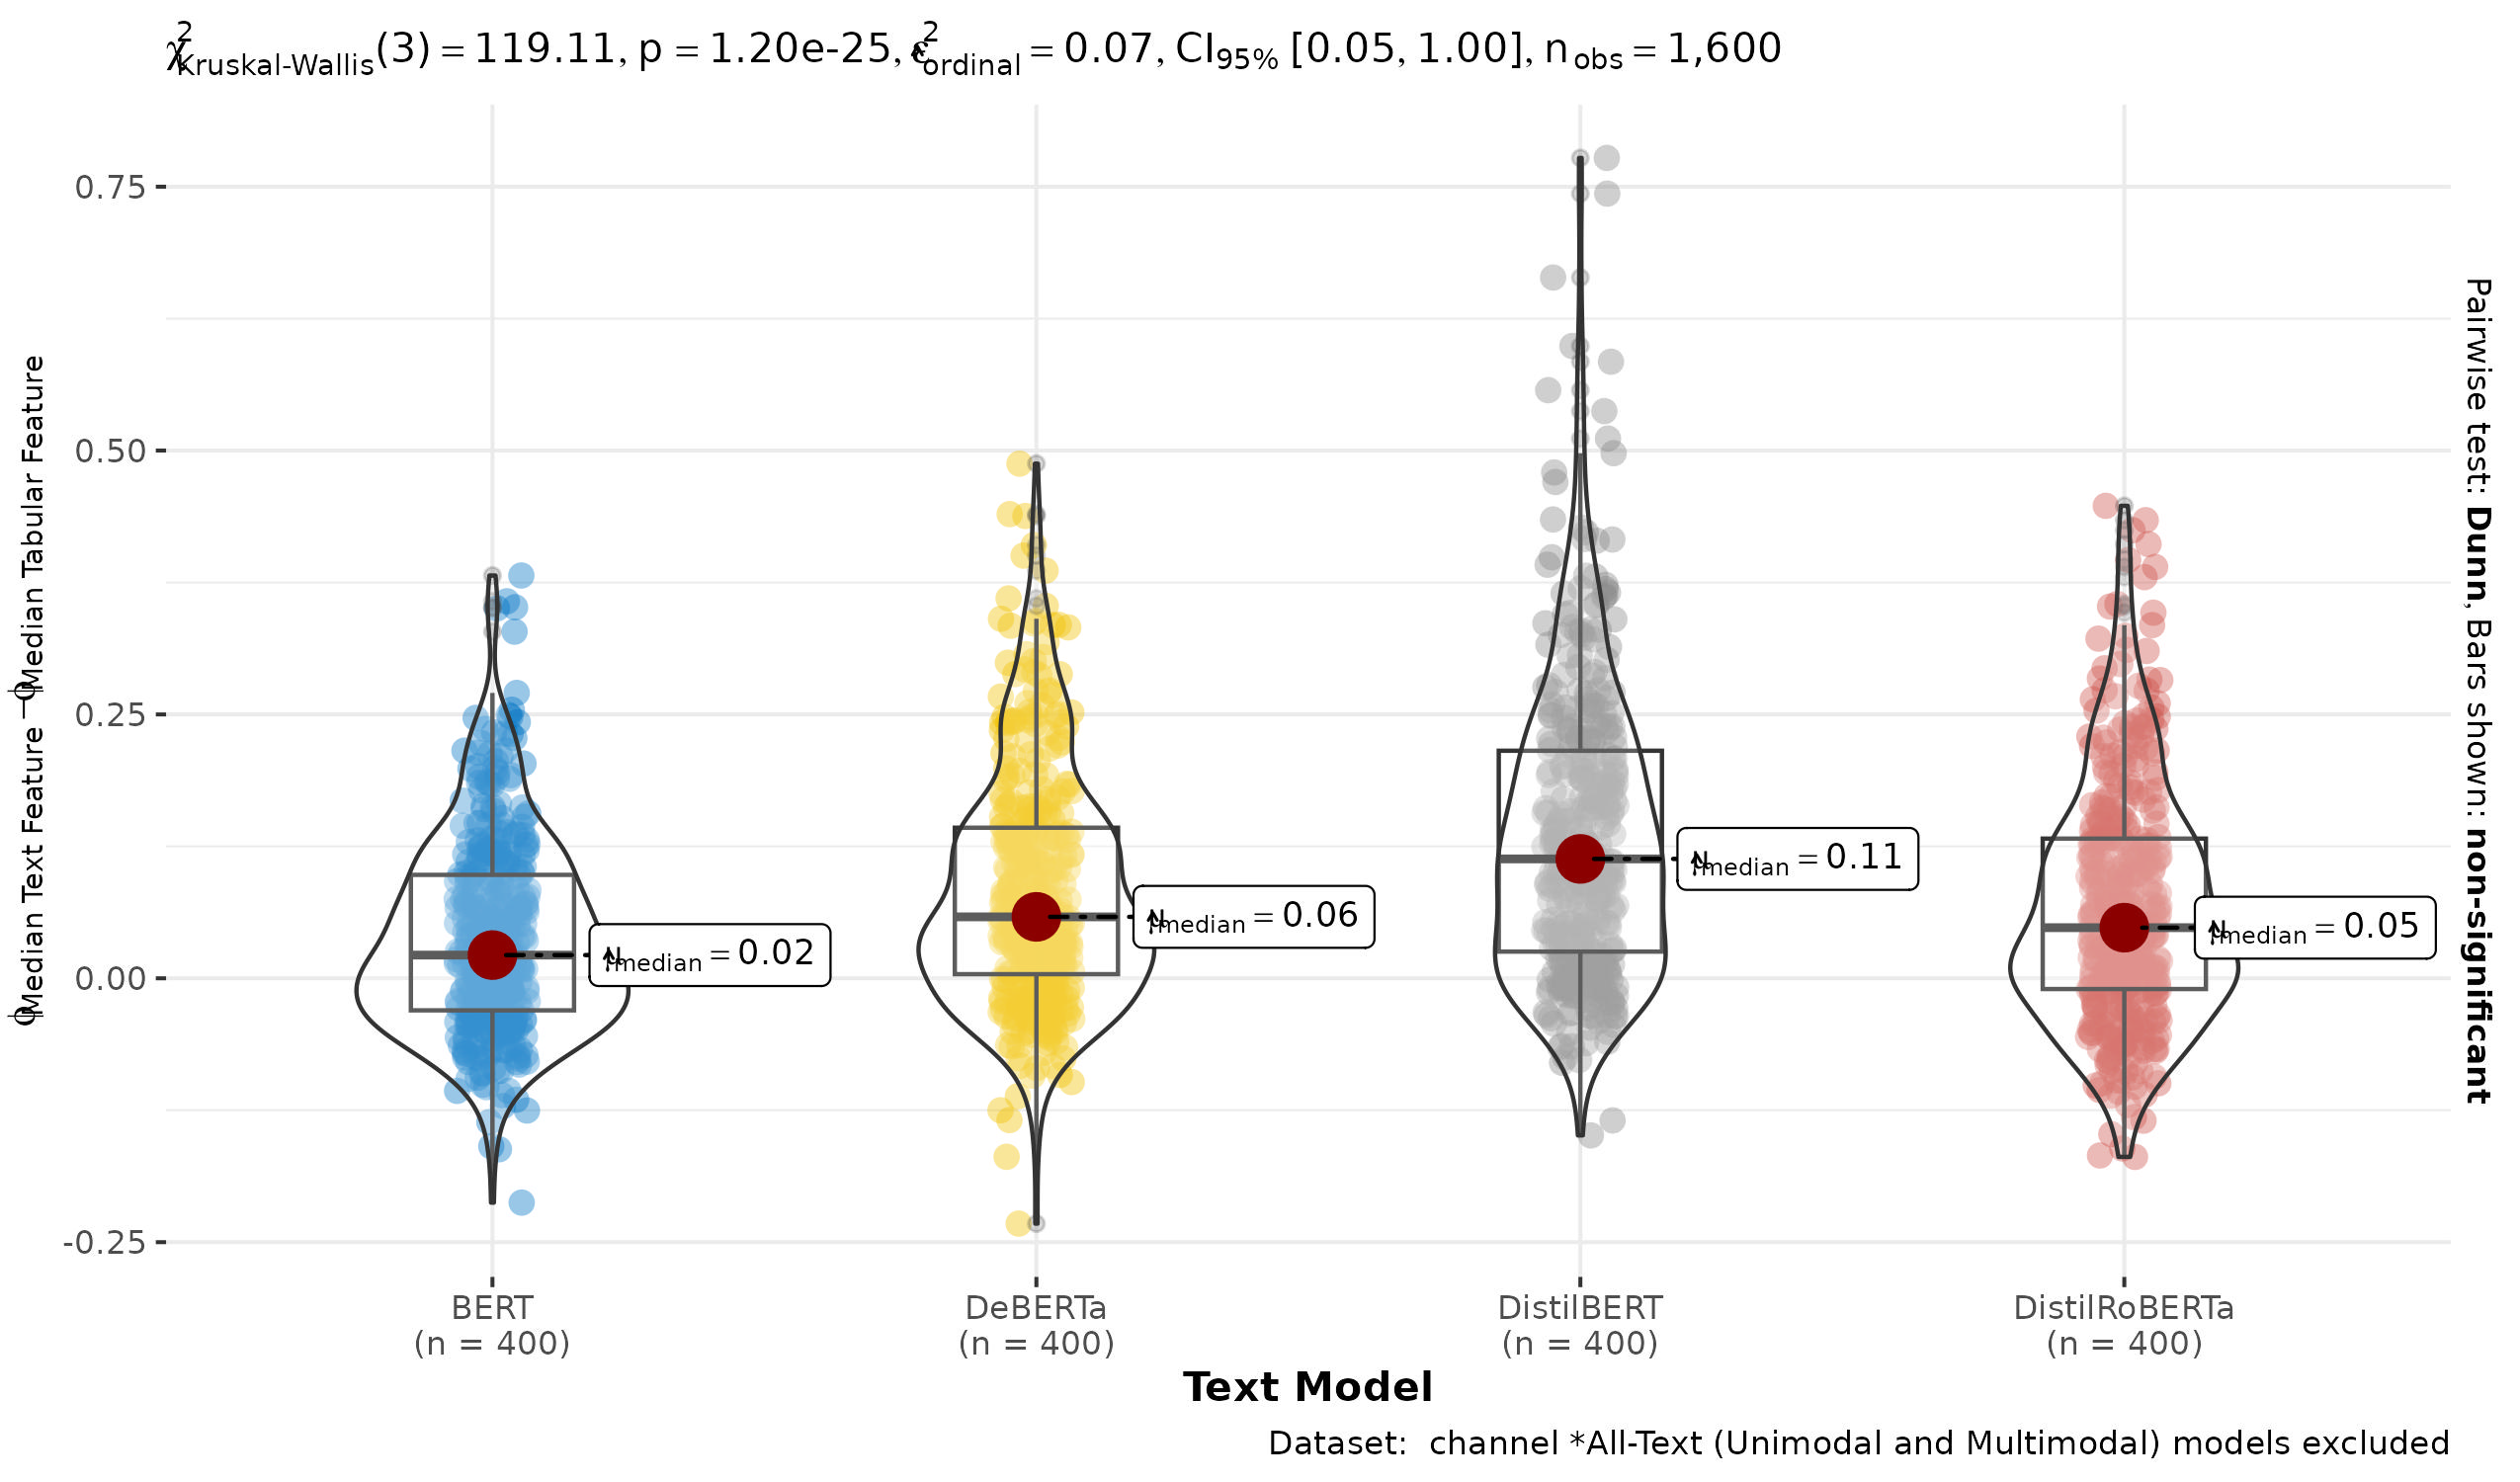 χ²Kruskal-Wallis(3) = 119.11, p = 1.20e-25, ε²ordinal = 0.07, CI95% [0.05, 1.00], nobs = 1,600
ϕMedian Text Feature − ϕMedian Tabular Feature
0.75
0.50
0.25
0.00
-0.25
μ̂median = 0.02
μ̂median = 0.06
μ̂median = 0.11
μ̂median = 0.05
Pairwise test: Dunn, Bars shown: non-significant
BERT
(n = 400)
DeBERTa
(n = 400)
DistilBERT
(n = 400)
DistilRoBERTa
(n = 400)
Text Model
Dataset:  channel *All-Text (Unimodal and Multimodal) models excluded